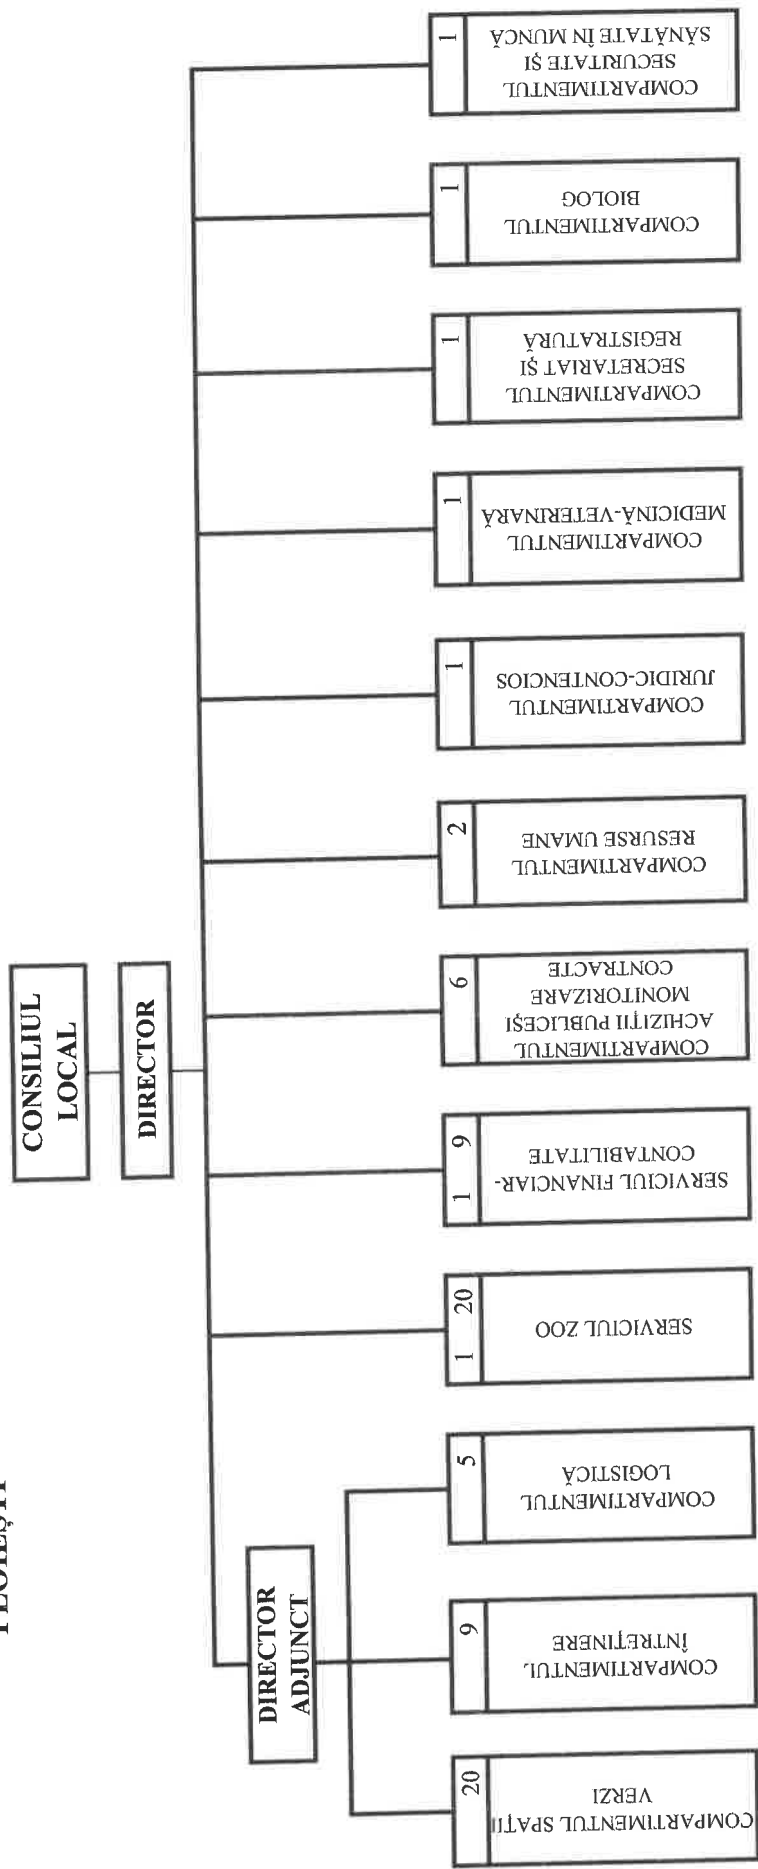 PLOIEȘTI
CONSILIUL
LOCAL
DIRECTOR
DIRECTOR
ADJUNCT
20
COMPARTIMENTUL SPAȚII
VERZI
9
COMPARTIMENTUL
ÎNTREȚINERE
5
COMPARTIMENTUL
LOGISTICĂ
1 20
SERVICIUL ZOO
1 9
SERVICIUL FINANCIAR-
CONTABILITATE
6
COMPARTIMENTUL
ACHIZIȚII PUBLICEȘI
MONITORIZARE
CONTRACTE
2
COMPARTIMENTUL
RESURSE UMANE
1
COMPARTIMENTUL
JURIDIC-CONTENCIOS
1
COMPARTIMENTUL
MEDICINĂ-VETERINARĂ
1
COMPARTIMENTUL
SECRETARIAT ȘI
REGISTRATURĂ
1
COMPARTIMENTUL
BIOLOG
1
COMPARTIMENTUL
SECURITATE ȘI
SĂNĂTATE ÎN MUNCĂ